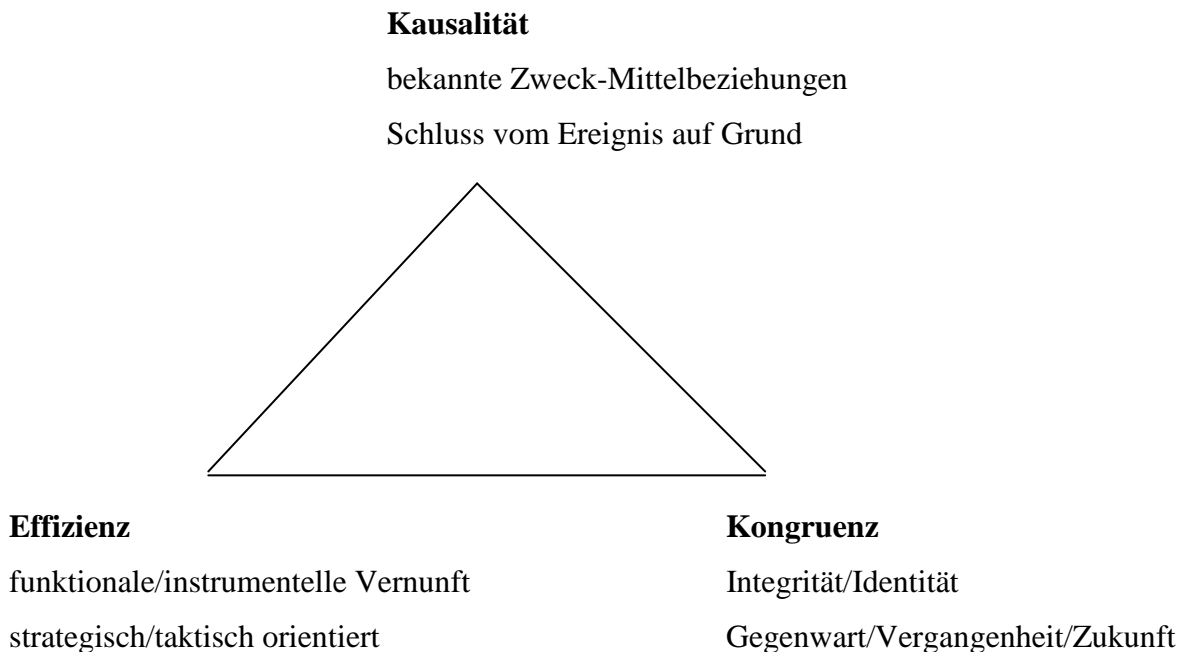 Kausalität
bekannte Zweck-Mittelbeziehungen
Schluss vom Ereignis auf Grund
Effizienz
funktionale/instrumentelle Vernunft
strategisch/taktisch orientiert
Kongruenz
Integrität/Identität
Gegenwart/Vergangenheit/Zukunft